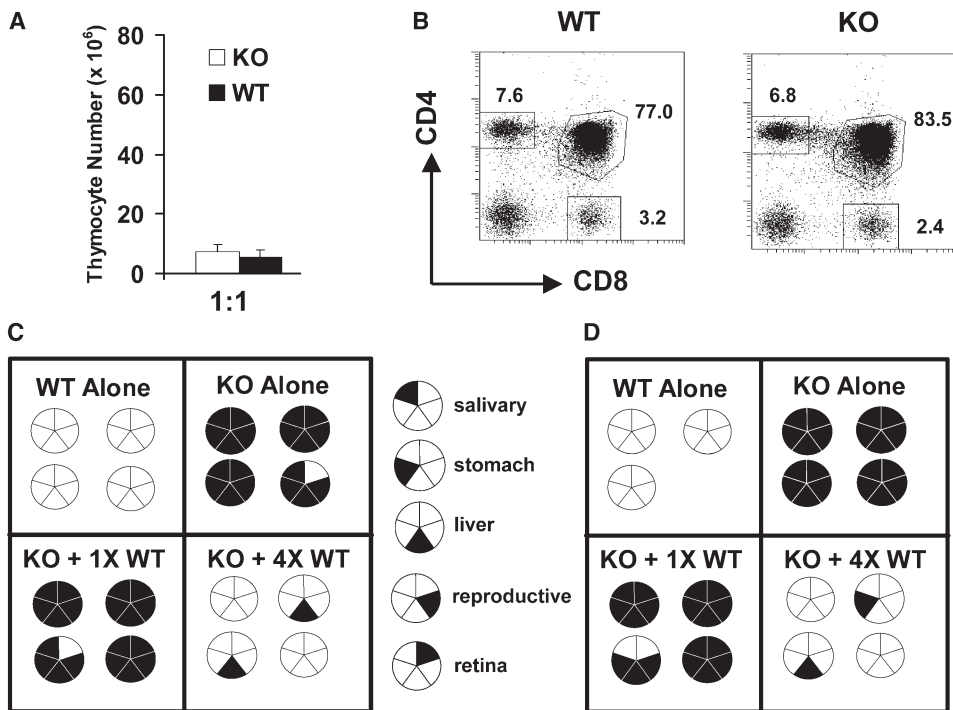 A
Thymocyte Number (x 10⁶)
80
60
40
20
0
KO
WT
1:1
B
WT
KO
7.6
77.0
3.2
6.8
83.5
2.4
CD4
CD8
C
WT Alone
KO Alone
KO + 1X WT
KO + 4X WT
salivary
stomach
liver
reproductive
retina
D
WT Alone
KO Alone
KO + 1X WT
KO + 4X WT